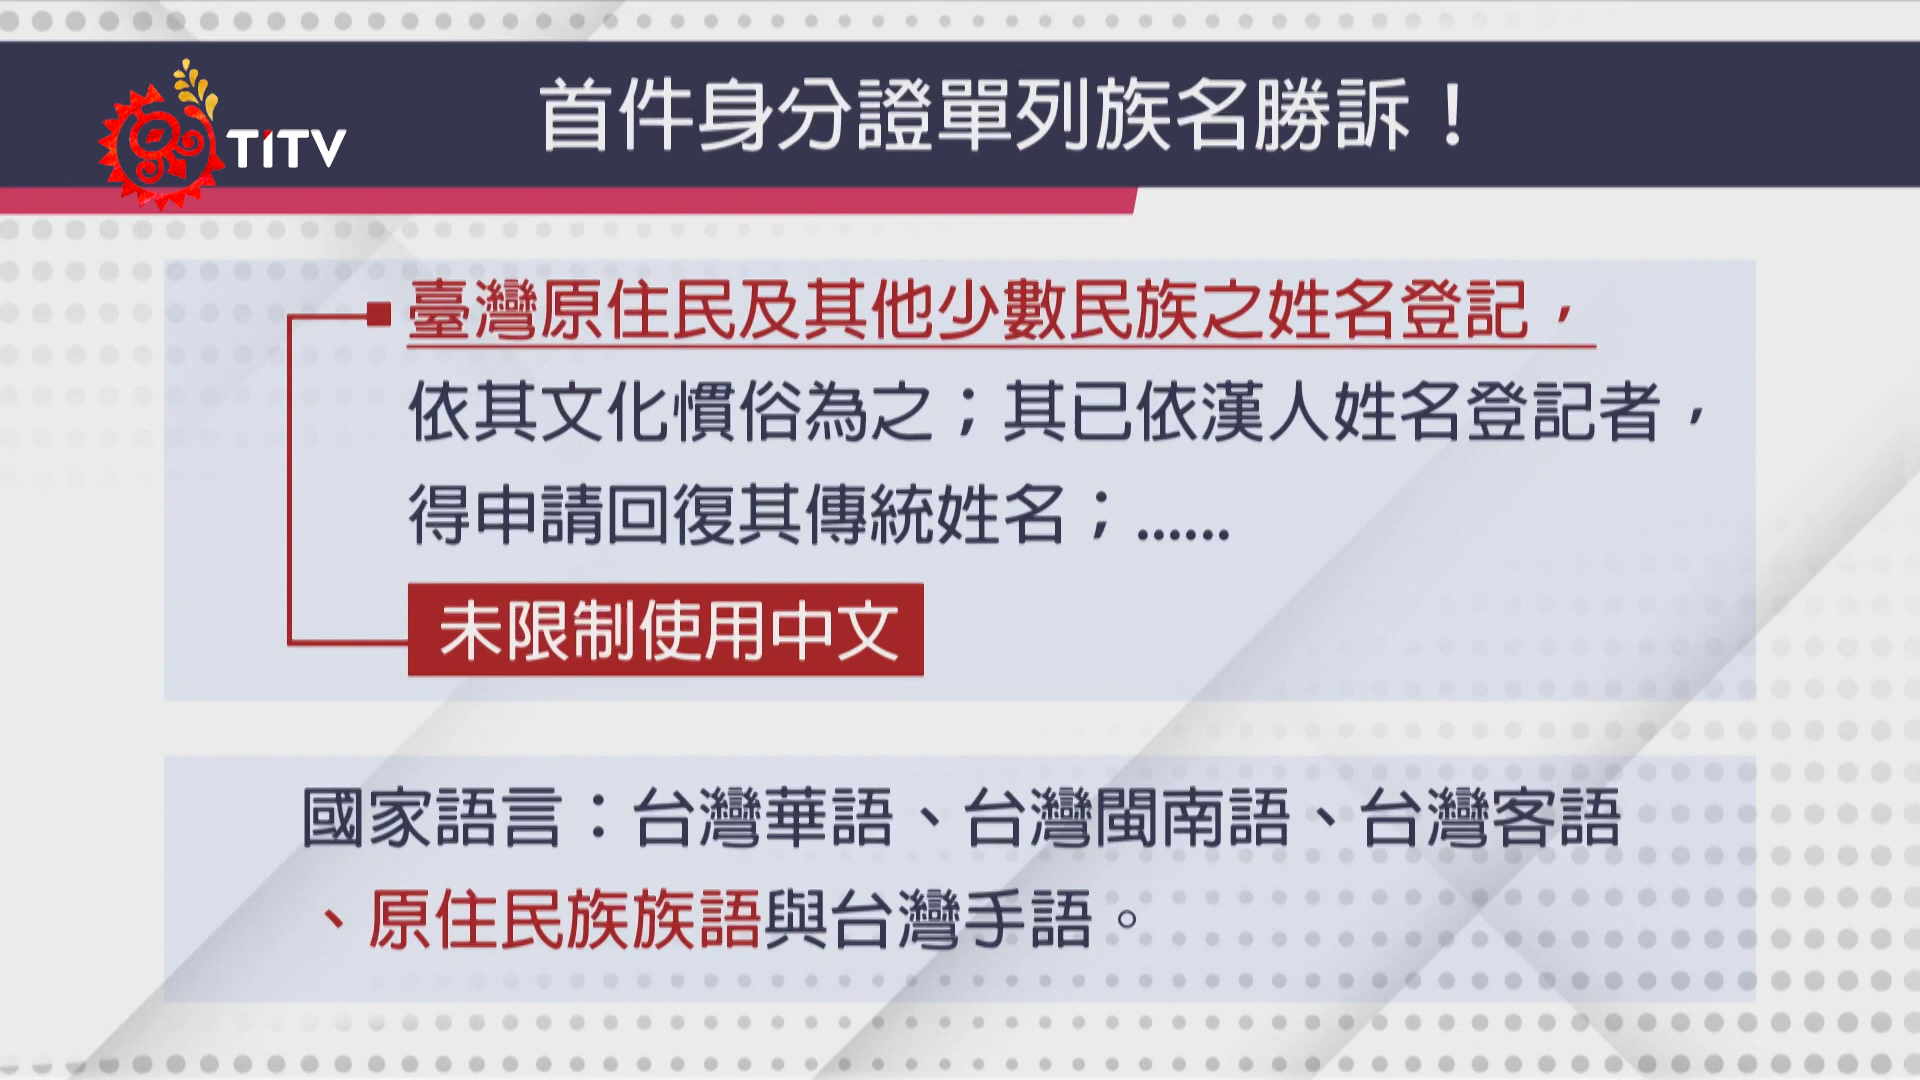 TITV
首件身分證單列族名勝訴！
臺灣原住民及其他少數民族之姓名登記，
依其文化慣俗為之；其已依漢人姓名登記者，
得申請回復其傳統姓名；......
未限制使用中文
國家語言：台灣華語、台灣閩南語、台灣客語
、原住民族族語與台灣手語。